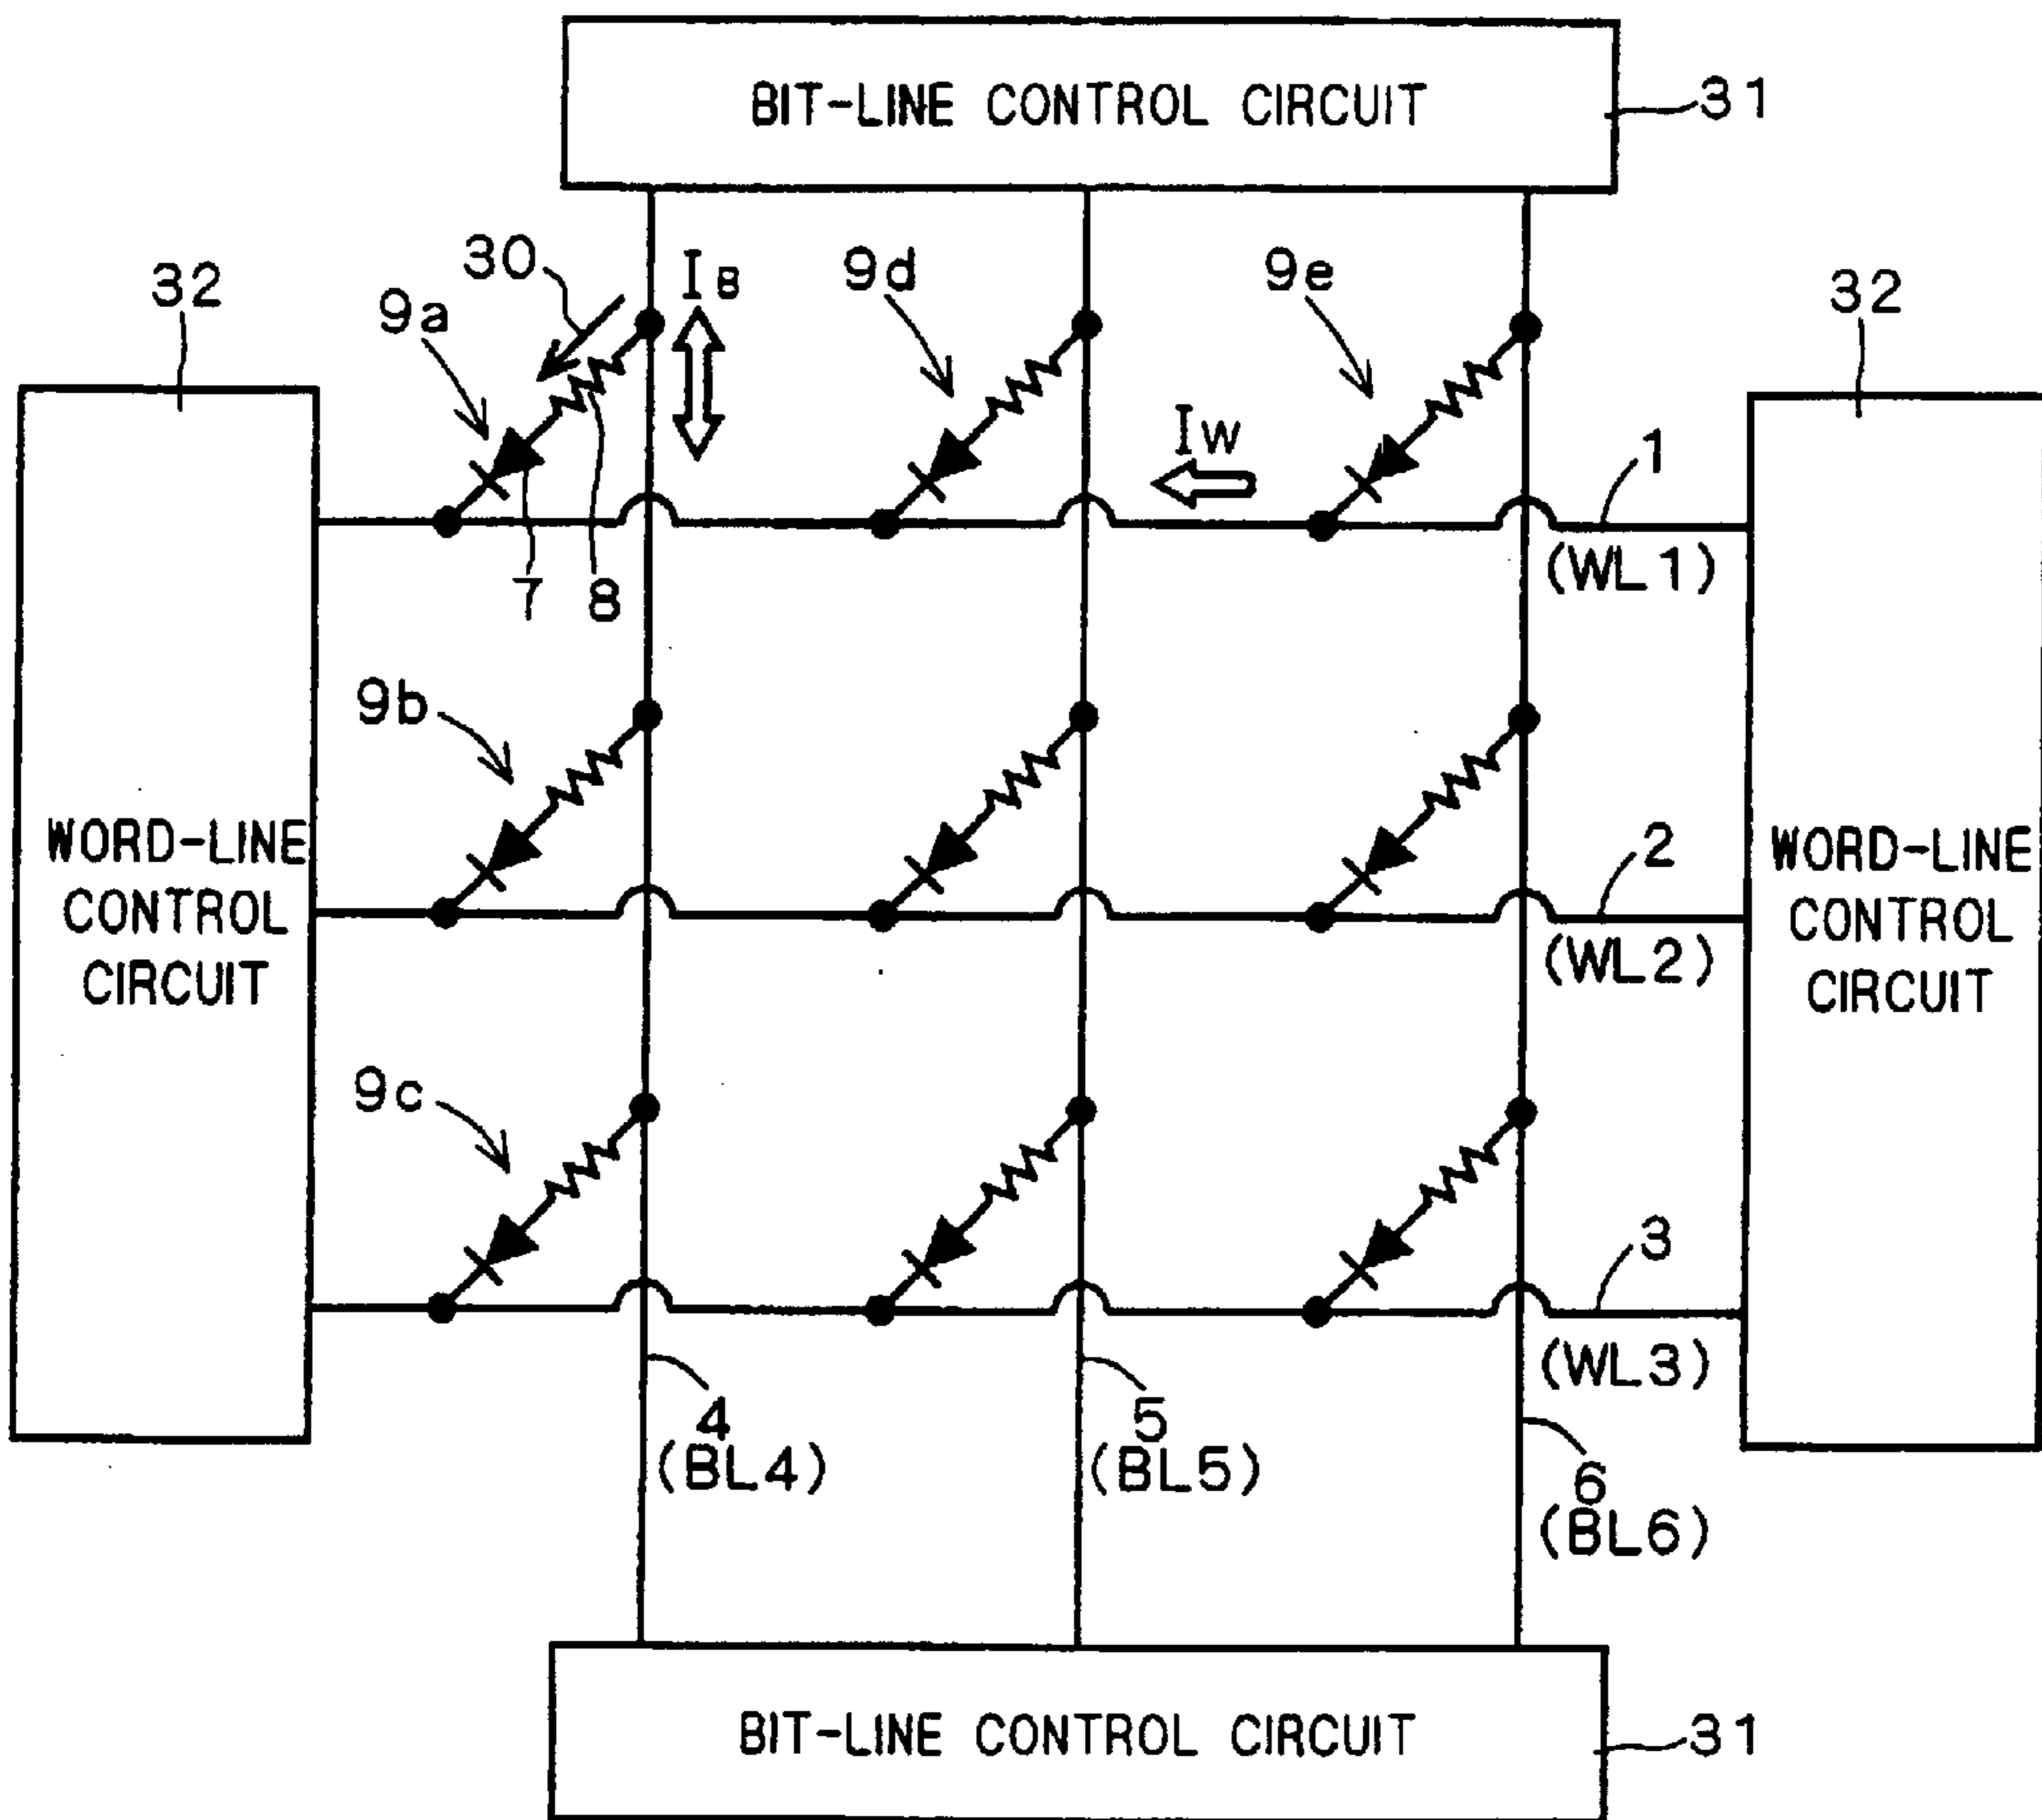 BIT-LINE CONTROL CIRCUIT
31
30
IB
9d
9e
32
9a
32
IW
1
(WL1)
7
8
9b
WORD-LINE
CONTROL
CIRCUIT
2
(WL2)
WORD-LINE
CONTROL
CIRCUIT
9c
3
(WL3)
4
(BL4)
5
(BL5)
6
(BL6)
BIT-LINE CONTROL CIRCUIT
31